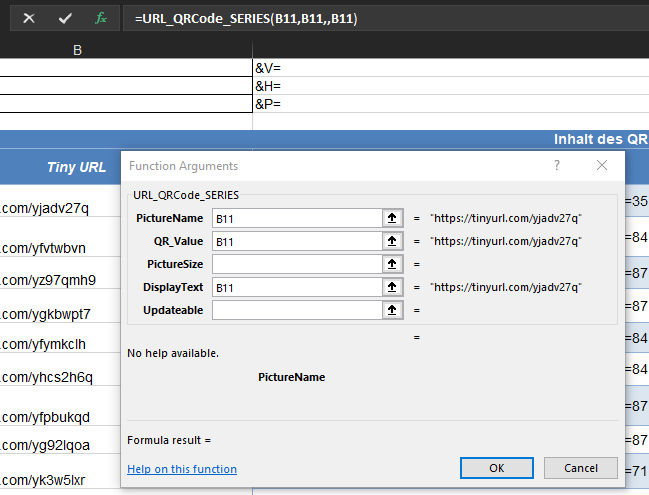 fx =URL_QRCode_SERIES(B11,B11,,B11)
B
&V=
&H=
&P=
Inhalt des QR
Tiny URL
Function Arguments ? ×
URL_QRCode_SERIES
PictureName B11 = "https://tinyurl.com/yjadv27q"
QR_Value B11 = "https://tinyurl.com/yjadv27q"
PictureSize =
DisplayText B11 = "https://tinyurl.com/yjadv27q"
Updateable =
=
No help available.
PictureName
Formula result =
Help on this function OK Cancel
.com/yjadv27q =35
.com/yfvtwbvn =84
.com/yz97qmh9 =87
.com/ygkbwpt7 =87
.com/yfymkclh =84
.com/yhcs2h6q =84
.com/yfpbukqd =87
.com/yg92lqoa =87
.com/yk3w5lxr =71